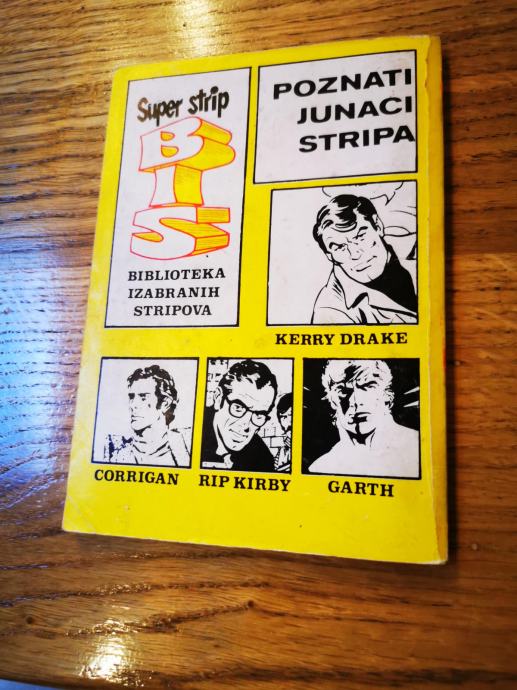 Super strip
BIS
BIBLIOTEKA
IZABRANIH
STRIPOVA
POZNATI
JUNACI
STRIPA
KERRY DRAKE
CORRIGAN
RIP KIRBY
GARTH